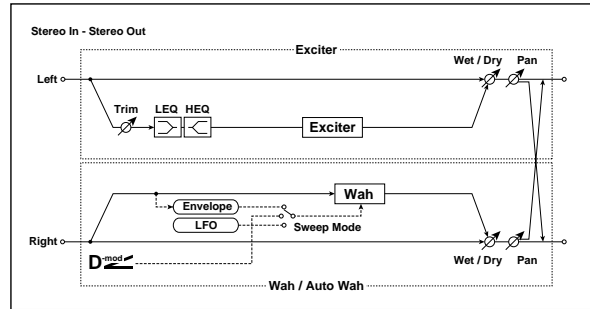 Stereo In - Stereo Out
Exciter
Wet / Dry Pan
Left
Trim LEQ HEQ
Exciter
Envelope
LFO
Wah
Sweep Mode
Right
D-mod
Wet / Dry Pan
Wah / Auto Wah